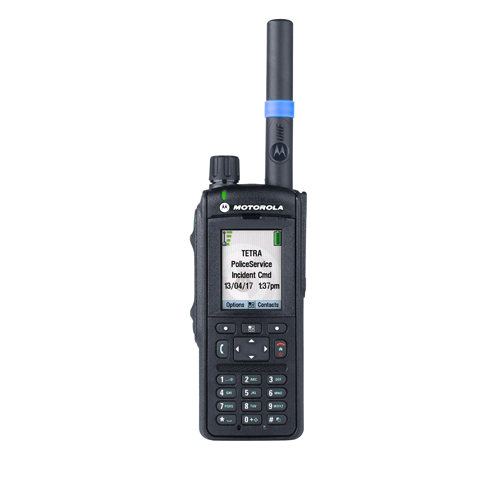 MOTOROLA
TETRA
PoliceService
Incident Cmd
13/04/17 1:37pm
Options Contacts
1 2 ABC 3 DEF
4 GHI 5 JKL 6 MNO
7 PQRS 8 TUV 9 WXYZ
* 0 + #